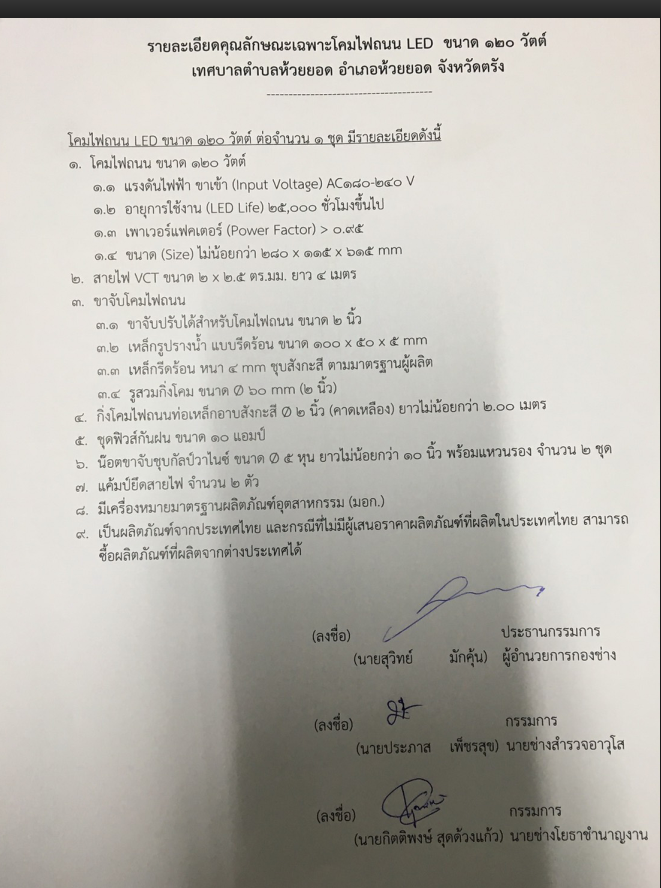 รายละเอียดคุณลักษณะเฉพาะโคมไฟถนน LED ขนาด ๑๒๐ วัตต์
เทศบาลตำบลห้วยยอด อำเภอห้วยยอด จังหวัดตรัง
--------------------------------------
โคมไฟถนน LED ขนาด ๑๒๐ วัตต์ ต่อจำนวน ๑ ชุด มีรายละเอียดดังนี้
๑. โคมไฟถนน ขนาด ๑๒๐ วัตต์
๑.๑ แรงดันไฟฟ้า ขาเข้า (Input Voltage) AC๑๘๐-๒๔๐ V
๑.๒ อายุการใช้งาน (LED Life) ๒๕,๐๐๐ ชั่วโมงขึ้นไป
๑.๓ เพาเวอร์แฟคเตอร์ (Power Factor) > ๐.๙๕
๑.๔ ขนาด (Size) ไม่น้อยกว่า ๒๘๐ x ๑๑๕ x ๖๑๕ mm
๒. สายไฟ VCT ขนาด ๒ x ๒.๕ ตร.มม. ยาว ๔ เมตร
๓. ขาจับโคมไฟถนน
๓.๑ ขาจับปรับได้สำหรับโคมไฟถนน ขนาด ๒ นิ้ว
๓.๒ เหล็กรูปรางน้ำ แบบรีดร้อน ขนาด ๑๐๐ x ๕๐ x ๕ mm
๓.๓ เหล็กรีดร้อน หนา ๔ mm ชุบสังกะสี ตามมาตรฐานผู้ผลิต
๓.๔ รูสวมกิ่งโคม ขนาด Ø ๖๐ mm (๒ นิ้ว)
๔. กิ่งโคมไฟถนนท่อเหล็กอาบสังกะสี Ø ๒ นิ้ว (คาดเหลือง) ยาวไม่น้อยกว่า ๒.๐๐ เมตร
๕. ชุดฟิวส์กันฝน ขนาด ๑๐ แอมป์
๖. น๊อตขาจับชุบกัลป์วาไนซ์ ขนาด Ø ๕ หุน ยาวไม่น้อยกว่า ๑๐ นิ้ว พร้อมแหวนรอง จำนวน ๒ ชุด
๗. แค้มป์ยึดสายไฟ จำนวน ๒ ตัว
๘. มีเครื่องหมายมาตรฐานผลิตภัณฑ์อุตสาหกรรม (มอก.)
๙. เป็นผลิตภัณฑ์จากประเทศไทย และกรณีที่ไม่มีผู้เสนอราคาผลิตภัณฑ์ที่ผลิตในประเทศไทย สามารถ
ซื้อผลิตภัณฑ์ที่ผลิตจากต่างประเทศได้
(ลงชื่อ) ประธานกรรมการ
(นายสุวิทย์ มักคุ้น) ผู้อำนวยการกองช่าง
(ลงชื่อ) กรรมการ
(นายประภาส เพ็ชรสุข) นายช่างสำรวจอาวุโส
(ลงชื่อ) กรรมการ
(นายกิตติพงษ์ สุดด้วงแก้ว) นายช่างโยธาชำนาญงาน